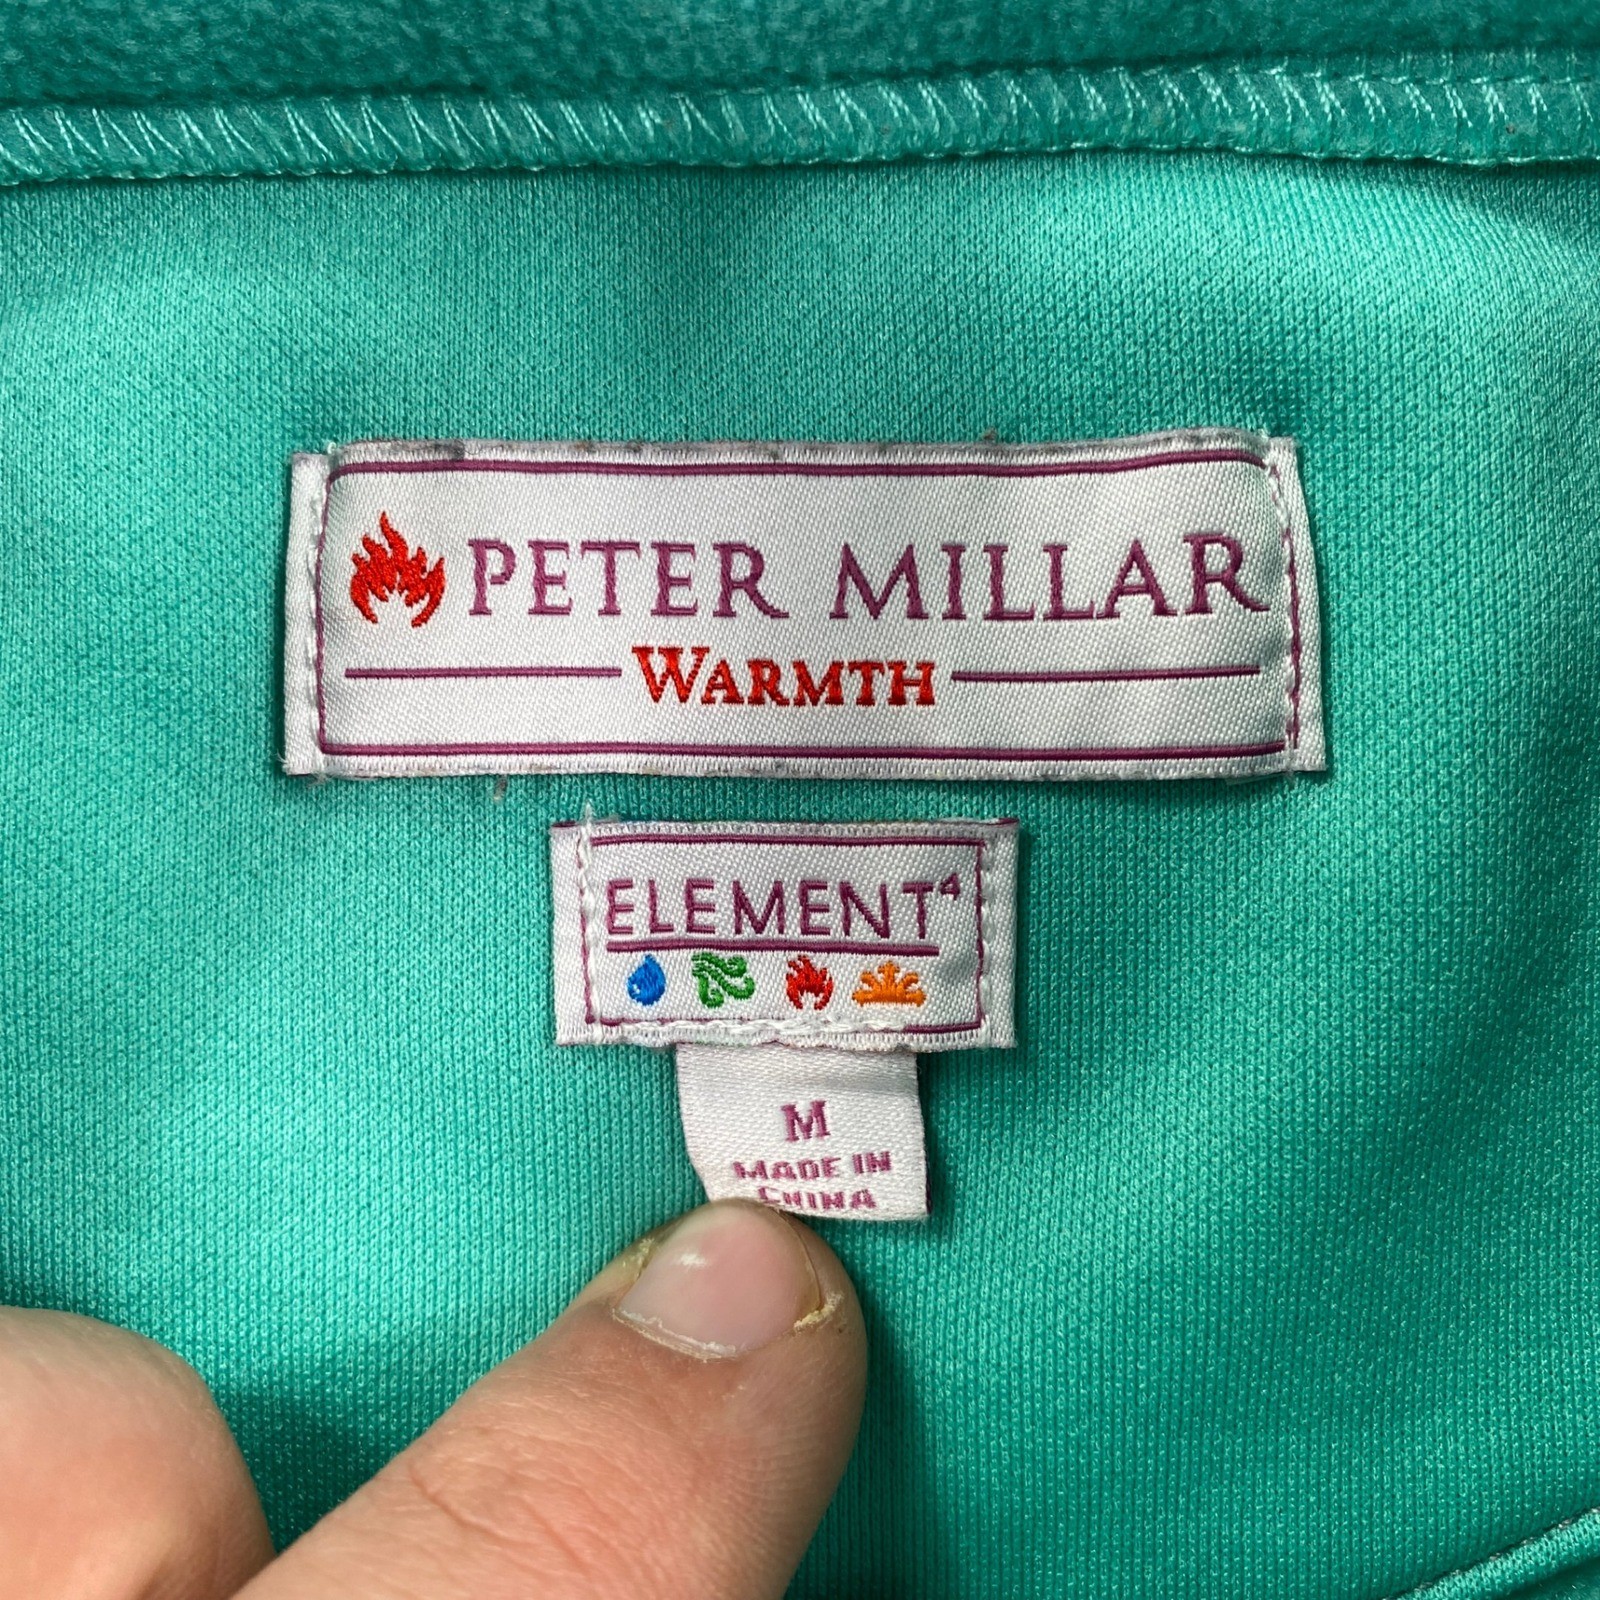 PETER MILLAR
WARMTH
ELEMENT⁴
M
MADE IN
CHINA